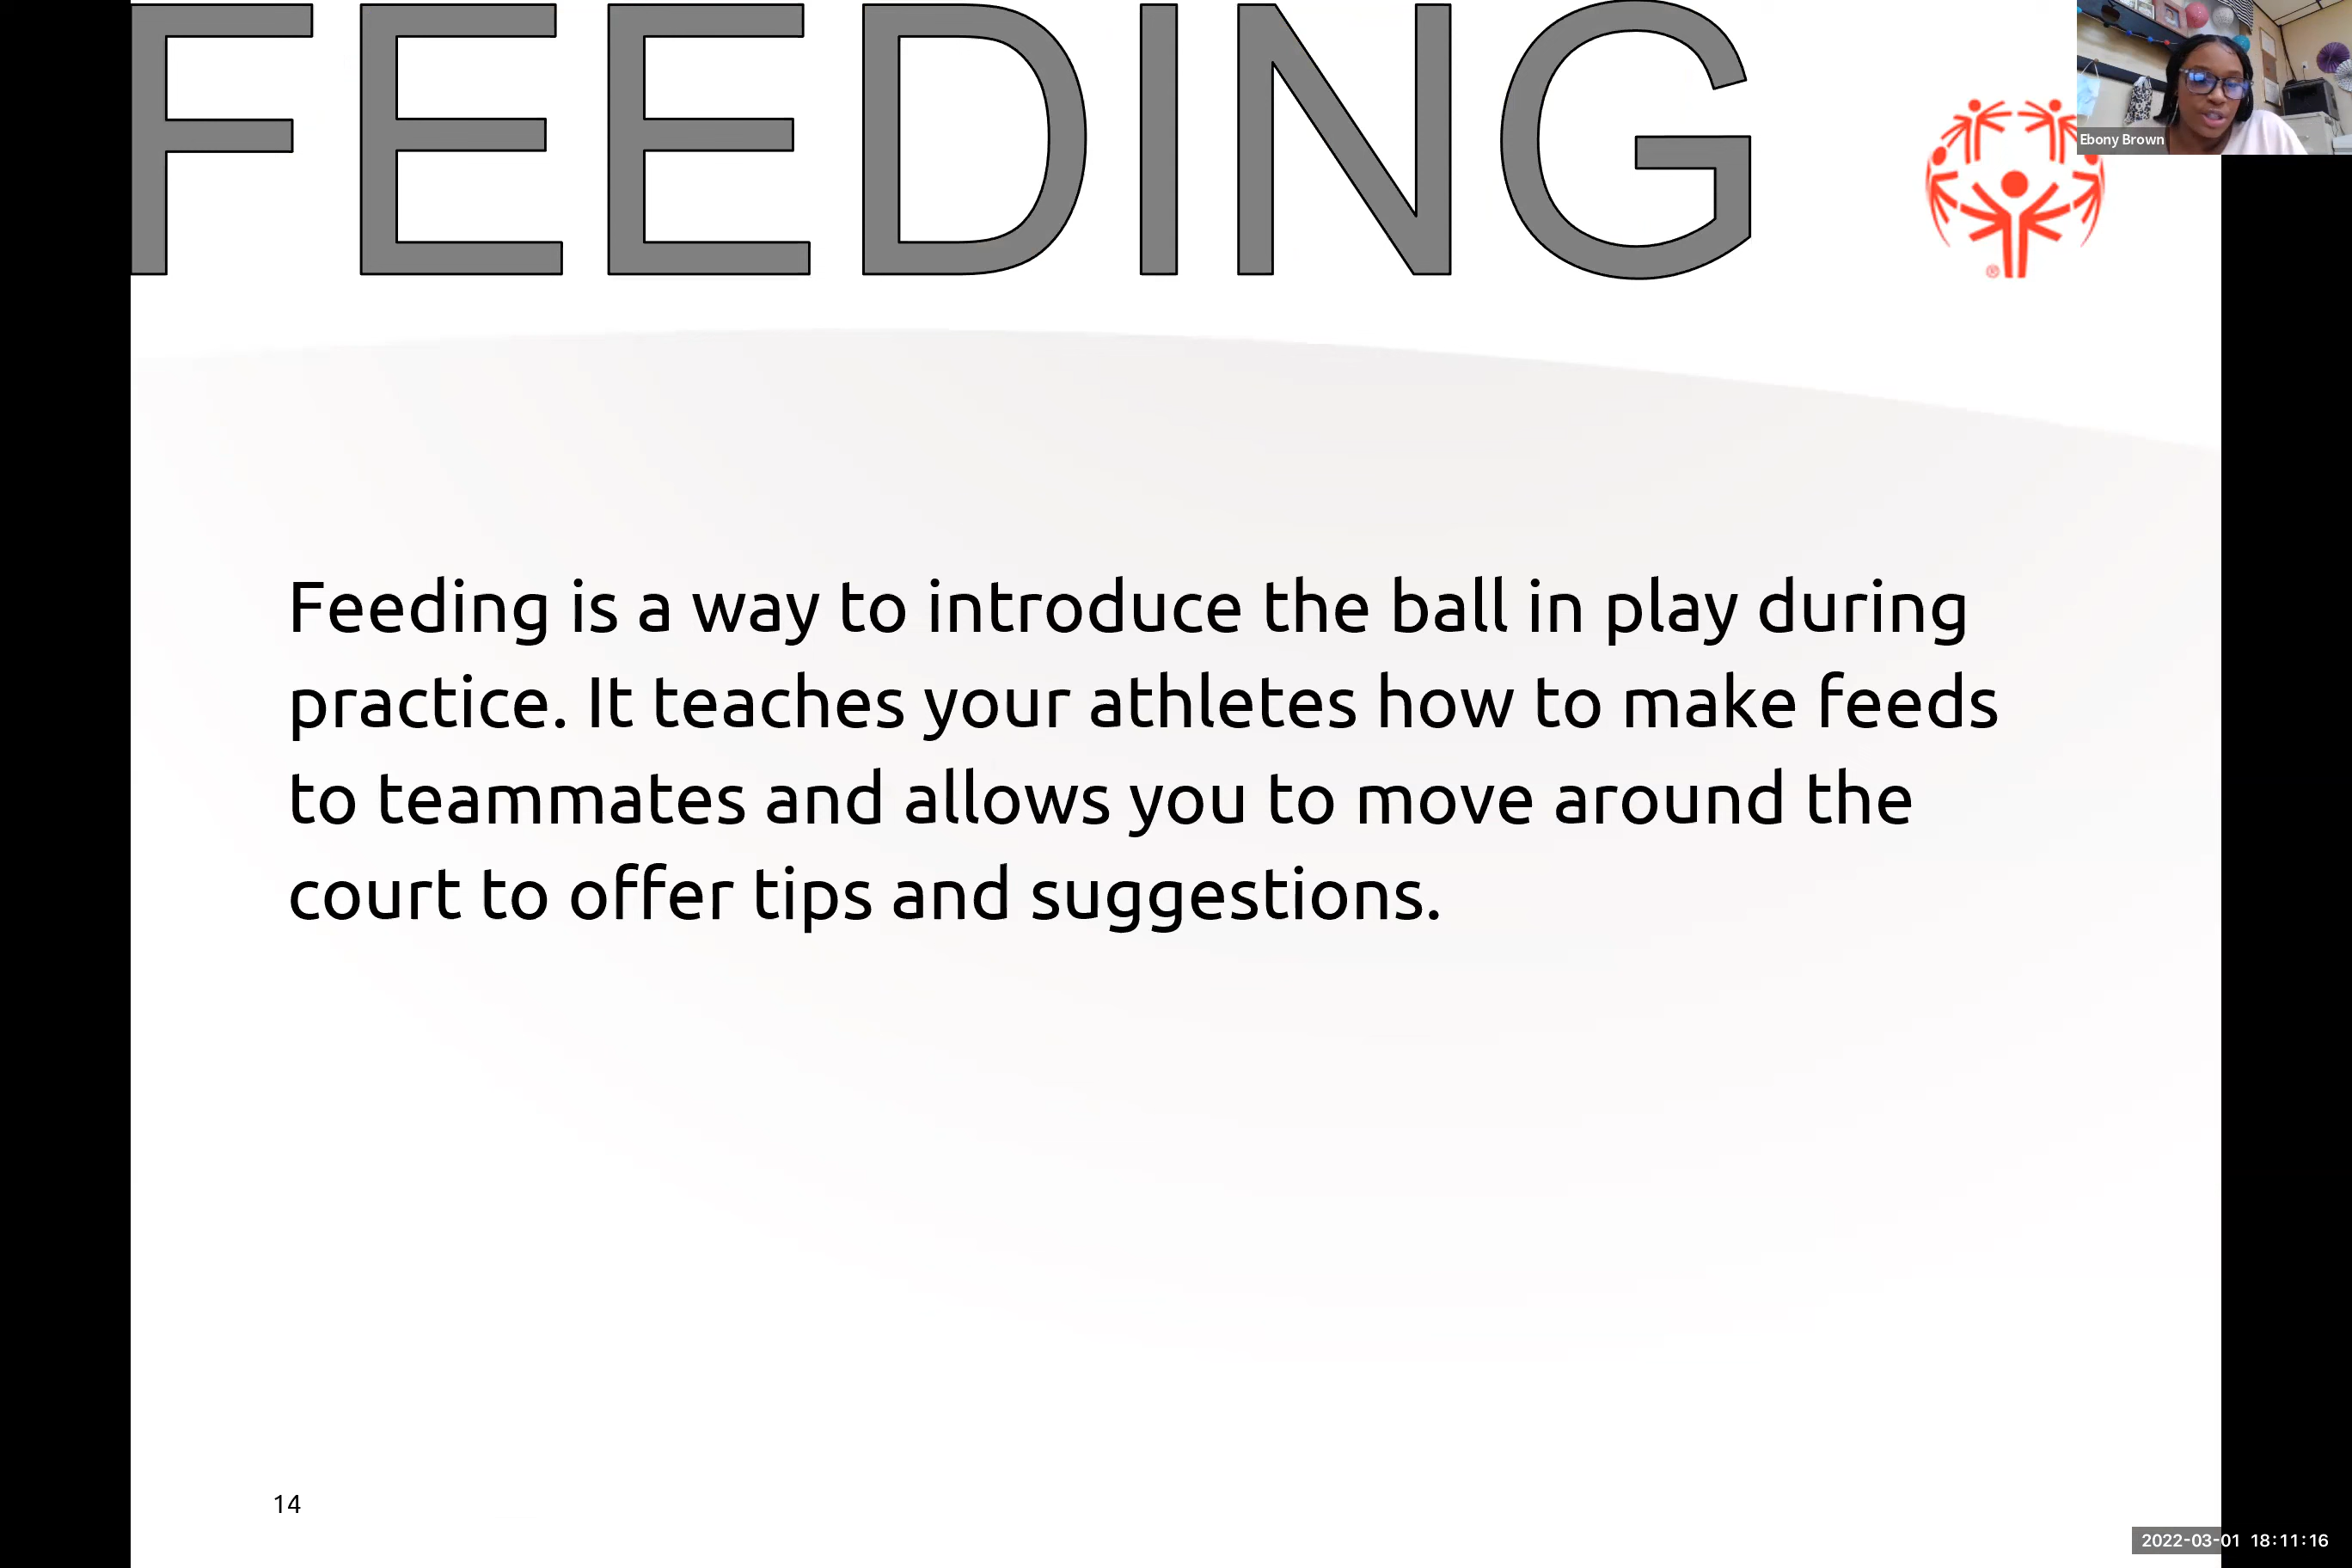 FEEDING
Ebony Brown
®
Feeding is a way to introduce the ball in play during
practice. It teaches your athletes how to make feeds
to teammates and allows you to move around the
court to offer tips and suggestions.
14
2022-03-01 18:11:16